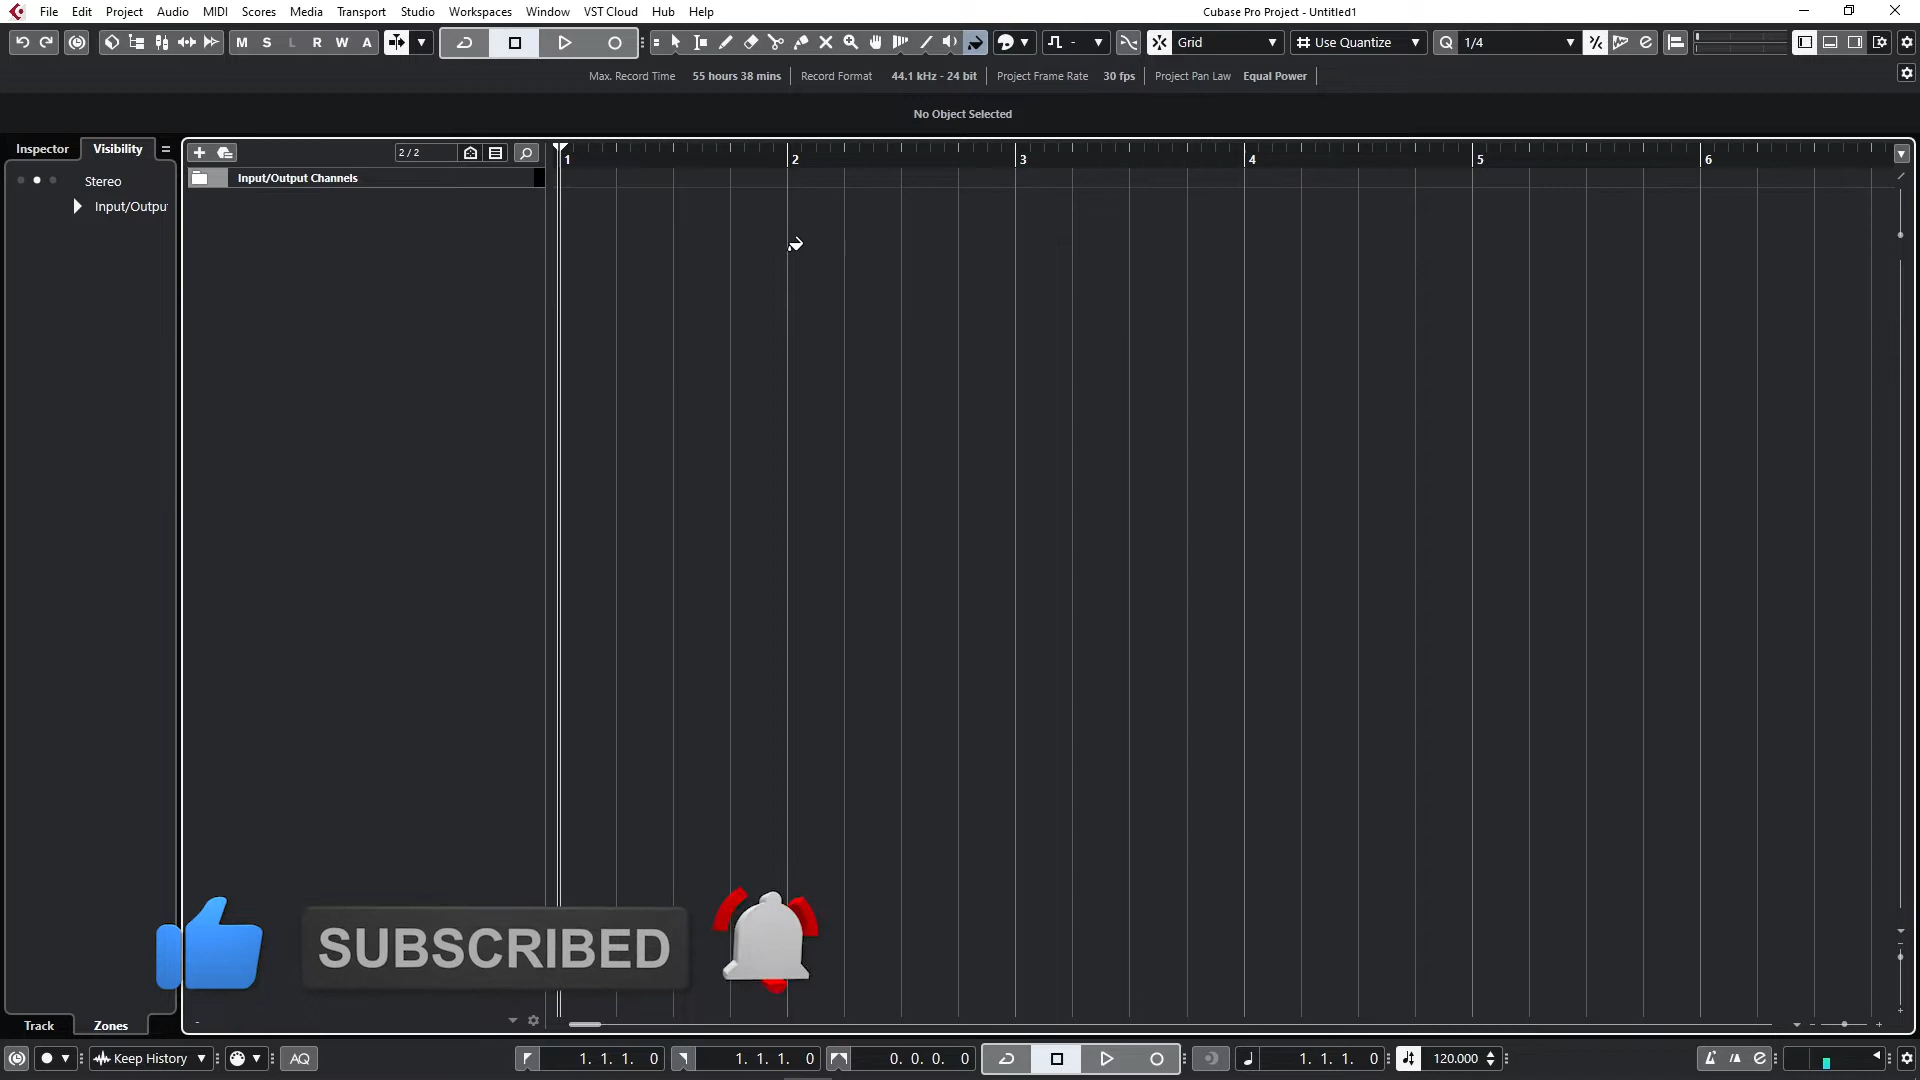 File Edit Project Audio MIDI Scores Media Transport Studio Workspaces Window VST Cloud Hub Help
Cubase Pro Project - Untitled1
M S L R W A
Grid
Use Quantize
Q 1/4
Max. Record Time 55 hours 38 mins
Record Format 44.1 kHz - 24 bit
Project Frame Rate 30 fps
Project Pan Law Equal Power
No Object Selected
Inspector Visibility
2 / 2
1 2 3 4 5 6
Input/Output Channels
Stereo
Input/Outpu
SUBSCRIBED
Track Zones
Keep History
AQ
1. 1. 1. 0
1. 1. 1. 0
0. 0. 0. 0
1. 1. 1. 0
120.000